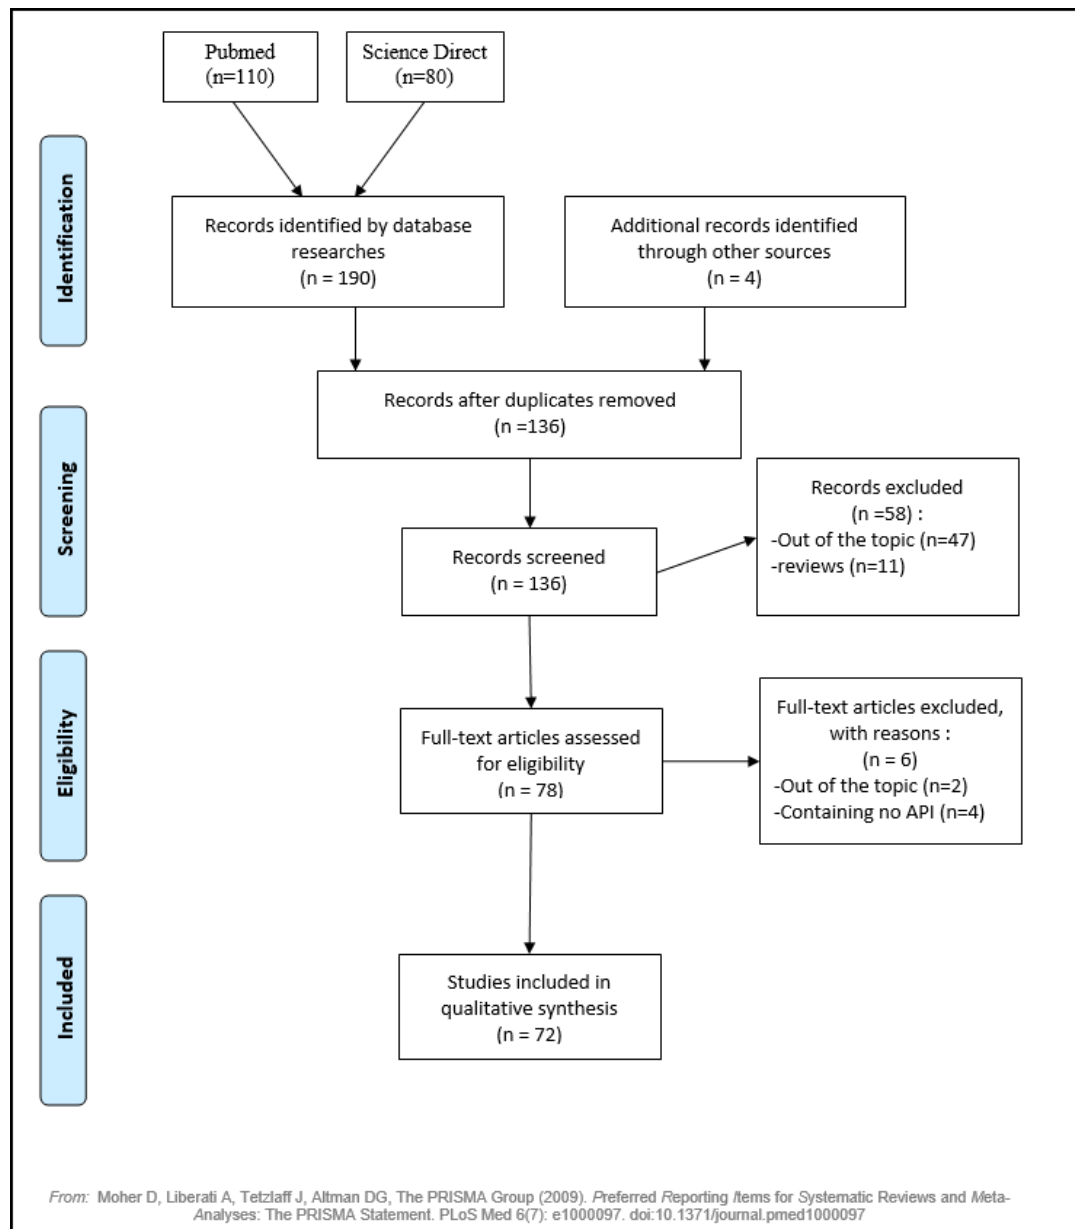 Pubmed
(n=110)
Science Direct
(n=80)
Identification
Records identified by database
researches
(n = 190)
Additional records identified
through other sources
(n = 4)
Records after duplicates removed
(n =136)
Screening
Records screened
(n = 136)
Records excluded
(n =58) :
-Out of the topic (n=47)
-reviews (n=11)
Eligibility
Full-text articles assessed
for eligibility
(n = 78)
Full-text articles excluded,
with reasons :
(n = 6)
-Out of the topic (n=2)
-Containing no API (n=4)
Included
Studies included in
qualitative synthesis
(n = 72)
From: Moher D, Liberati A, Tetzlaff J, Altman DG, The PRISMA Group (2009). Preferred Reporting Items for Systematic Reviews and Meta-
Analyses: The PRISMA Statement. PLoS Med 6(7): e1000097. doi:10.1371/journal.pmed1000097